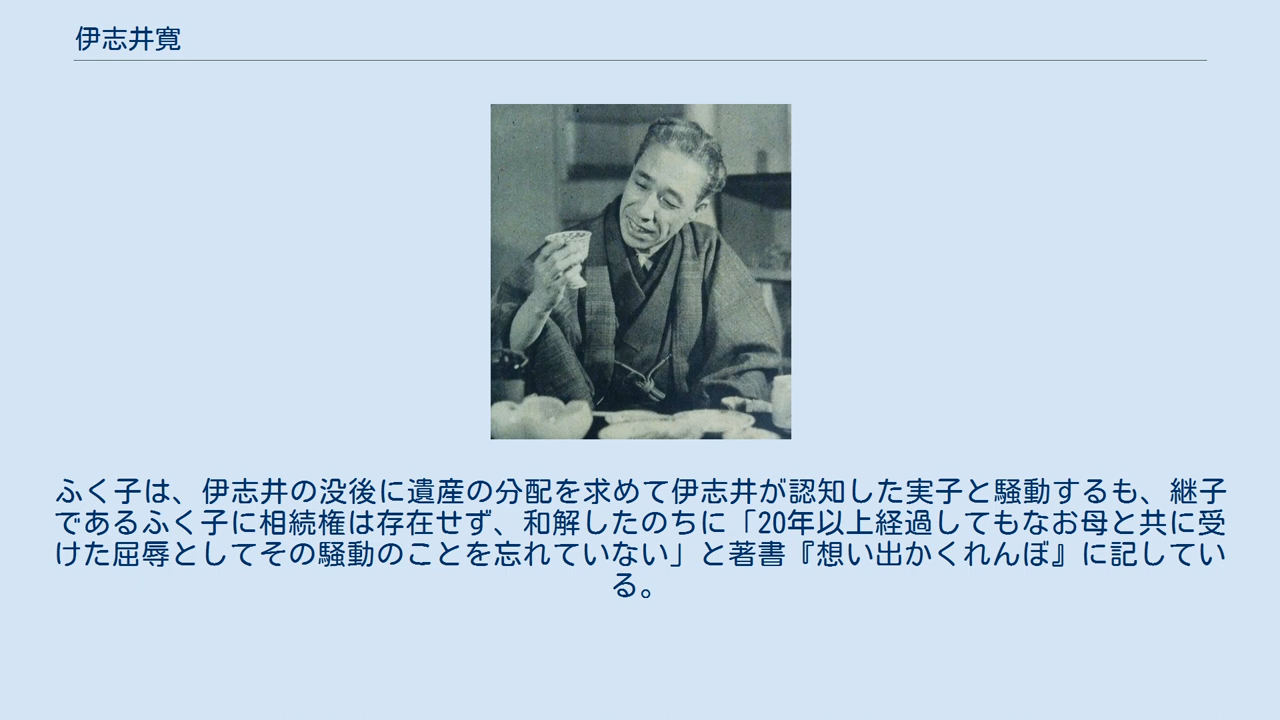 伊志井寛
ふく子は、伊志井の没後に遺産の分配を求めて伊志井が認知した実子と騒動するも、継子
であるふく子に相続権は存在せず、和解したのちに「20年以上経過してもなお母と共に受
けた屈辱としてその騒動のことを忘れていない」と著書『想い出かくれんぼ』に記してい
る。